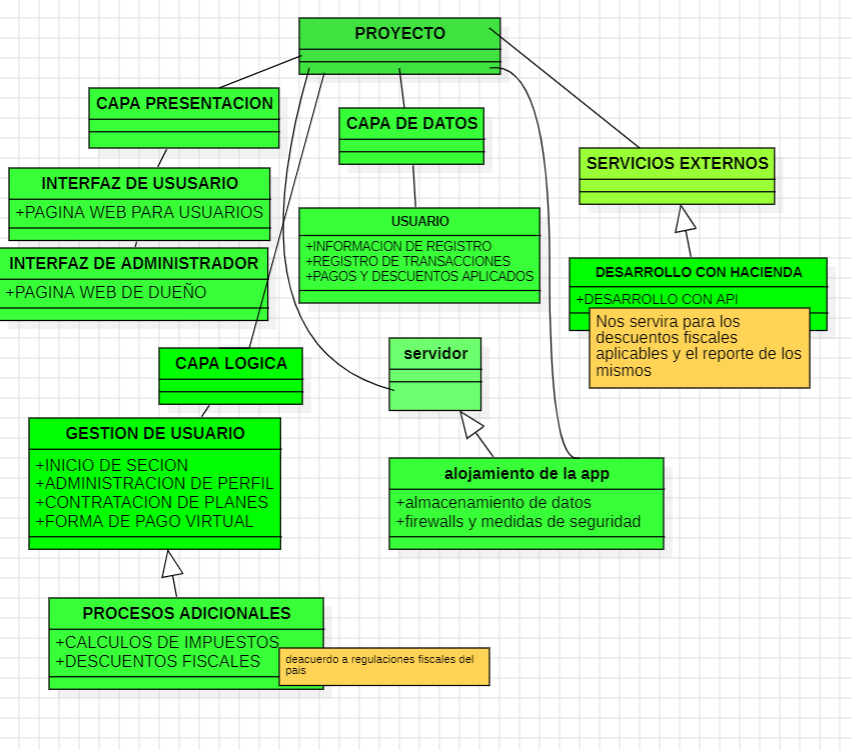 PROYECTO
CAPA PRESENTACION
CAPA DE DATOS
SERVICIOS EXTERNOS
INTERFAZ DE USUSARIO
+PAGINA WEB PARA USUARIOS
USUARIO
+INFORMACION DE REGISTRO
+REGISTRO DE TRANSACCIONES
+PAGOS Y DESCUENTOS APLICADOS
INTERFAZ DE ADMINISTRADOR
+PAGINA WEB DE DUEÑO
DESARROLLO CON HACIENDA
+DESARROLLO CON API
Nos servira para los
descuentos fiscales
aplicables y el reporte de los
mismos
CAPA LOGICA
servidor
GESTION DE USUARIO
+INICIO DE SECION
+ADMINISTRACION DE PERFIL
+CONTRATACION DE PLANES
+FORMA DE PAGO VIRTUAL
alojamiento de la app
+almacenamiento de datos
+firewalls y medidas de seguridad
PROCESOS ADICIONALES
+CALCULOS DE IMPUESTOS
+DESCUENTOS FISCALES
deacuerdo a regulaciones fiscales del
pais